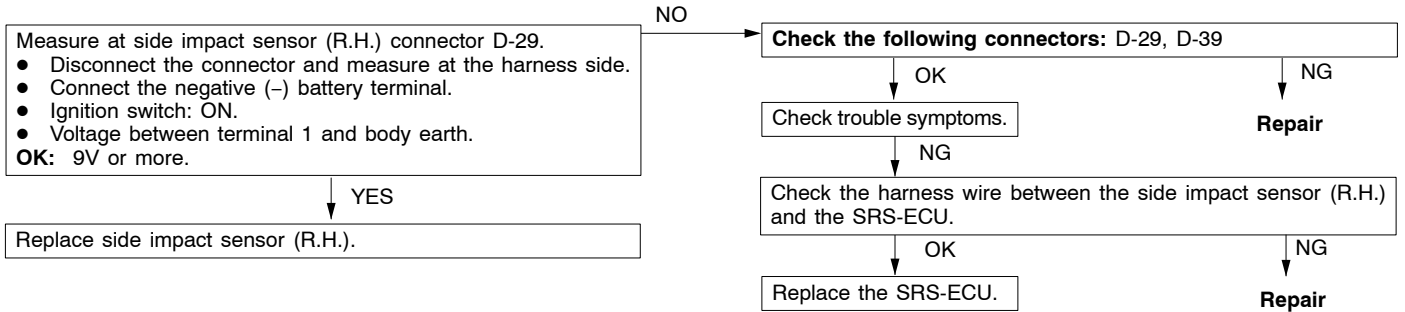 Measure at side impact sensor (R.H.) connector D-29.
● Disconnect the connector and measure at the harness side.
● Connect the negative (–) battery terminal.
● Ignition switch: ON.
● Voltage between terminal 1 and body earth.
OK: 9V or more.
YES
Replace side impact sensor (R.H.).
NO
Check the following connectors: D-29, D-39
OK
NG
Check trouble symptoms.
Repair
NG
Check the harness wire between the side impact sensor (R.H.)
and the SRS-ECU.
OK
NG
Replace the SRS-ECU.
Repair